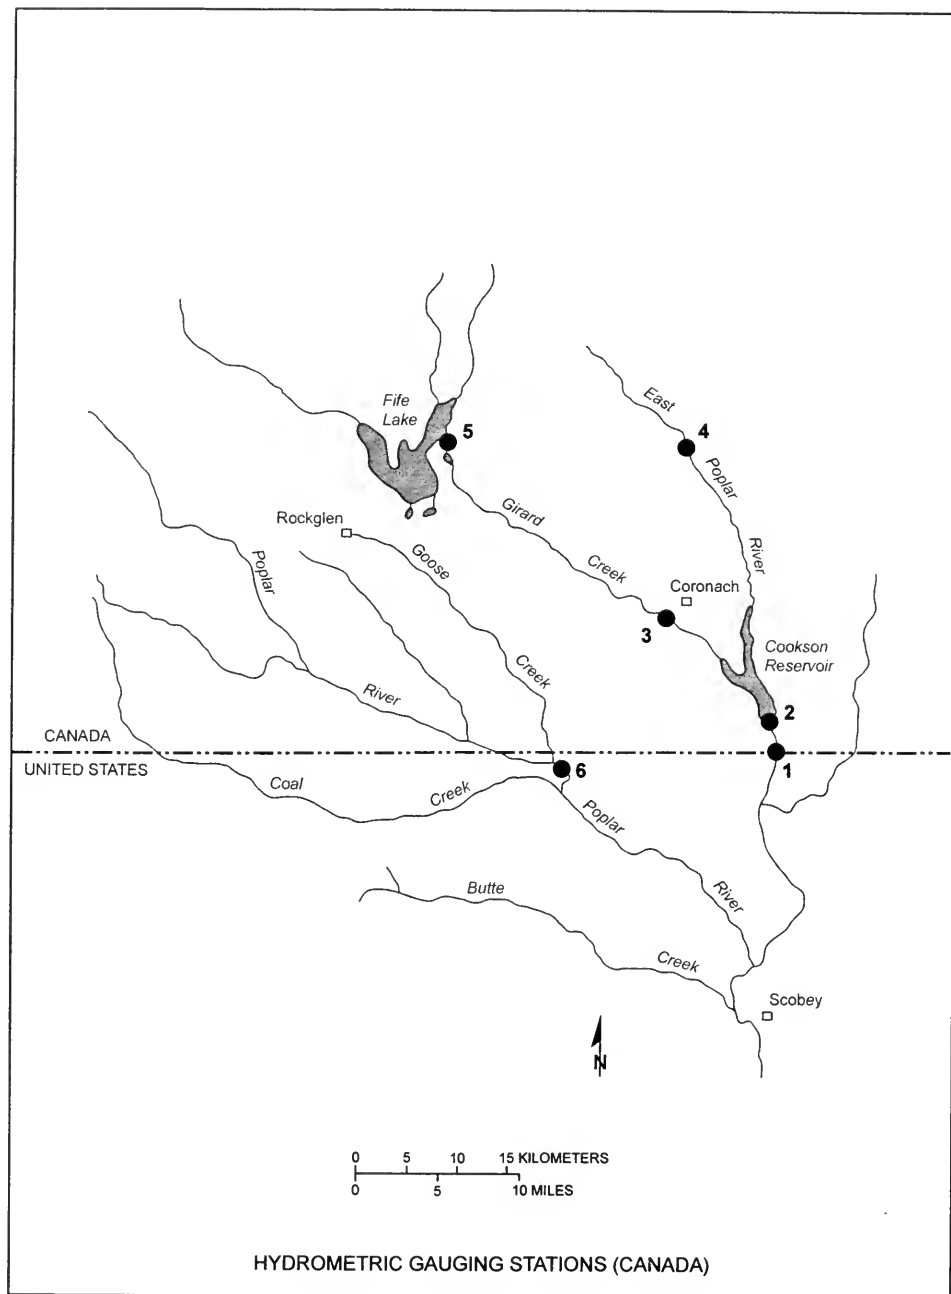 Fife
Lake
5
East
4
Poplar
River
Rockglen
Goose
Girard
Creek
Coronach
3
Poplar
Creek
Cookson
Reservoir
River
2
CANADA
UNITED STATES
1
6
Coal
Creek
Poplar
River
Butte
Creek
Scobey
N
0 5 10 15 KILOMETERS
0 5 10 MILES
HYDROMETRIC GAUGING STATIONS (CANADA)